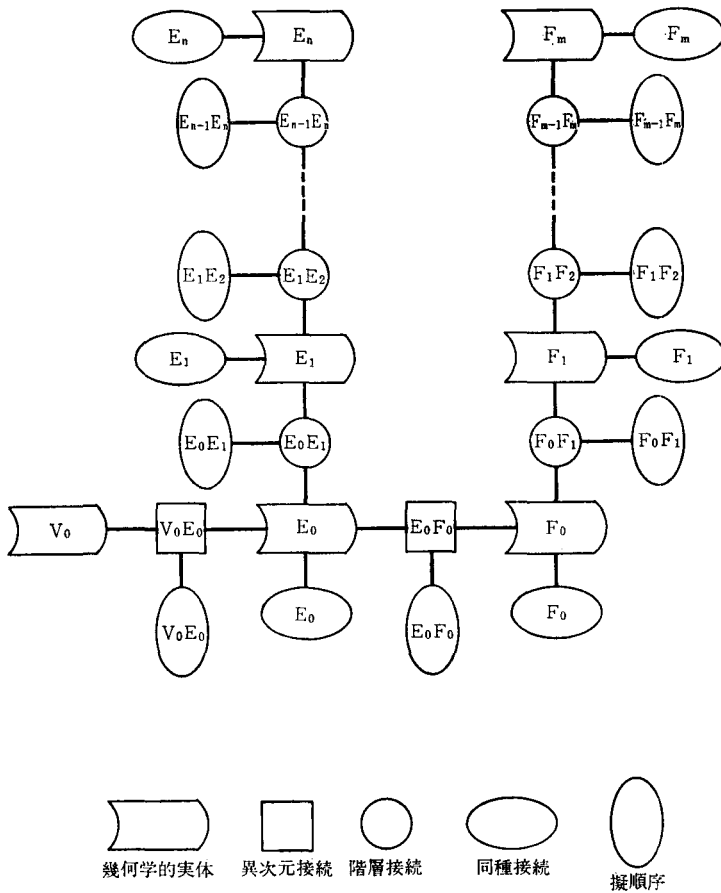 Eₙ Eₙ Fₘ Fₘ
Eₙ₋₁Eₙ Eₙ₋₁Eₙ Fₘ₋₁Fₘ Fₘ₋₁Fₘ
E₁E₂ E₁E₂ F₁F₂ F₁F₂
E₁ E₁ F₁ F₁
E₀E₁ E₀E₁ F₀F₁ F₀F₁
V₀ V₀E₀ E₀ E₀F₀ F₀
V₀E₀ E₀ E₀F₀ F₀
幾何学的実体 異次元接続 階層接続 同種接続 擬順序